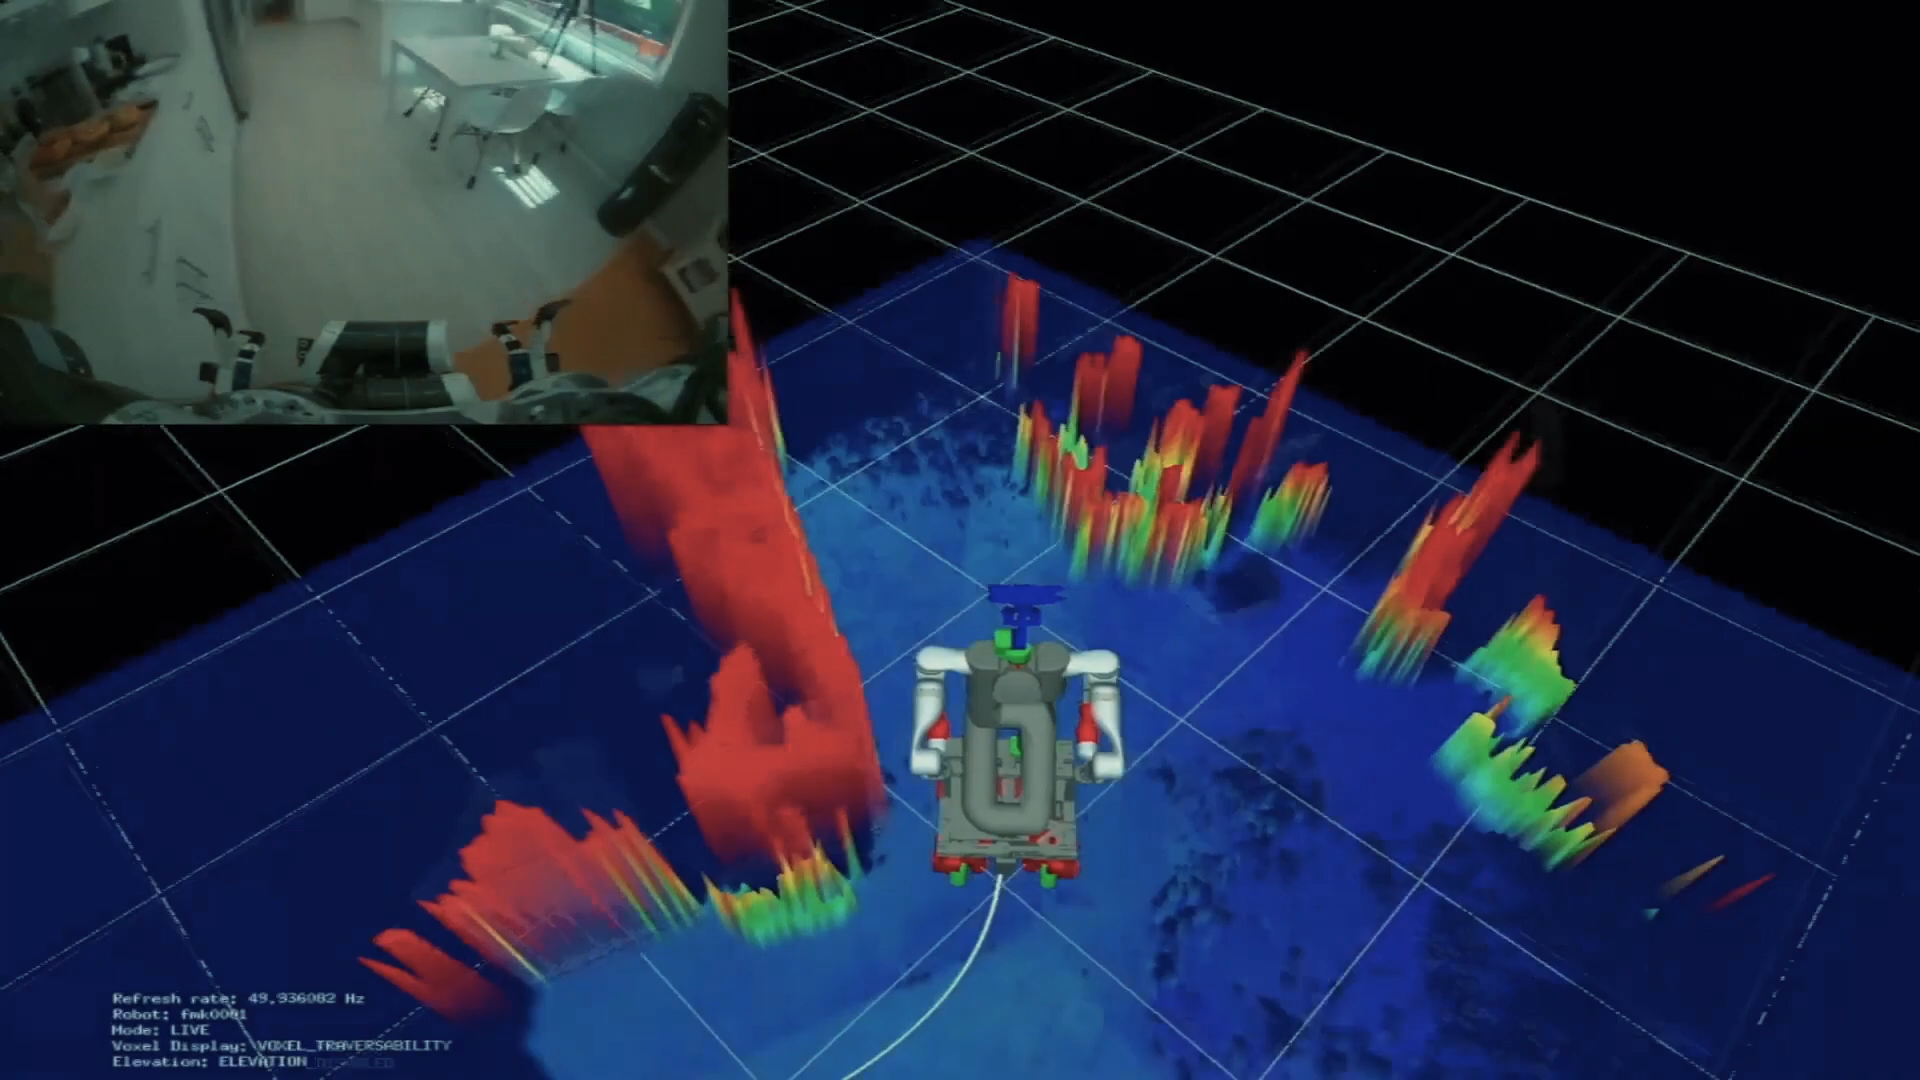 Refresh rate: 49.936082 Hz
Robot: fmk0001
Mode: LIVE
Voxel Display: VOXEL_TRAVERSABILITY
Elevation: ELEVATION